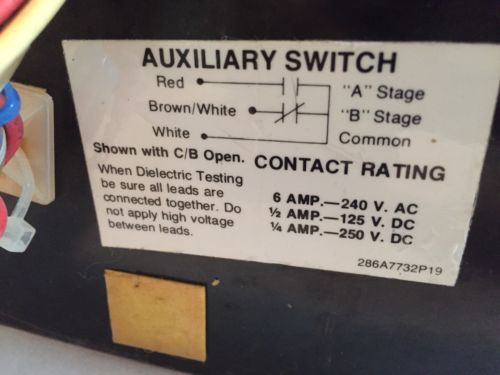 AUXILIARY SWITCH
Red "A" Stage
Brown/White "B" Stage
White Common
Shown with C/B Open.
When Dielectric Testing
be sure all leads are
connected together. Do
not apply high voltage
between leads.
CONTACT RATING
6 AMP.—240 V. AC
½ AMP.—125 V. DC
¼ AMP.—250 V. DC
286A7732P19